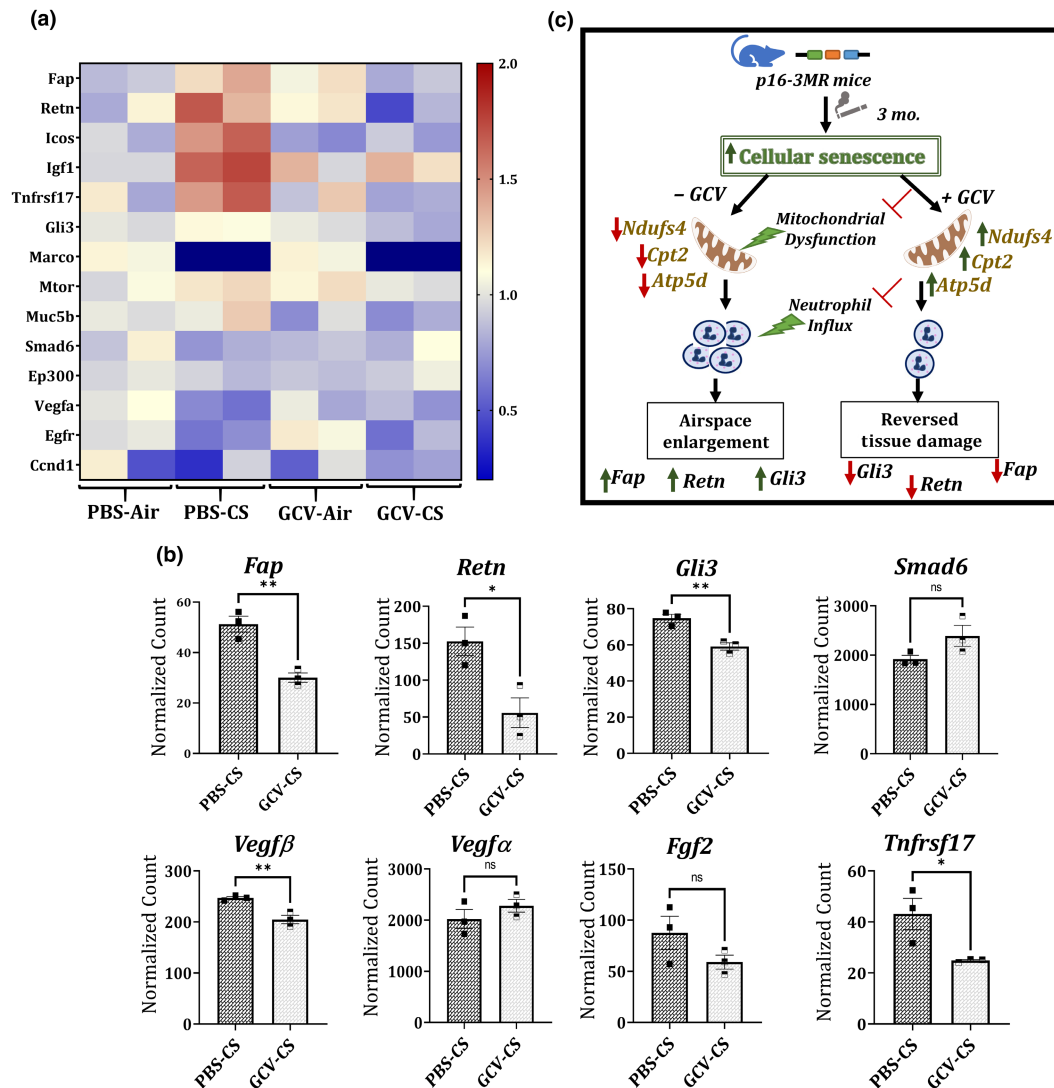 (a)
Fap
Retn
Icos
Igf1
Tnfrsf17
Gli3
Marco
Mtor
Muc5b
Smad6
Ep300
Vegfa
Egfr
Ccnd1
PBS-Air PBS-CS GCV-Air GCV-CS
2.0
1.5
1.0
0.5
(c)
p16-3MR mice
3 mo.
Cellular senescence
– GCV
+ GCV
Ndufs4
Cpt2
Atp5d
Mitochondrial
Dysfunction
Ndufs4
Cpt2
Atp5d
Neutrophil
Influx
Airspace
enlargement
Reversed
tissue damage
Fap Retn Gli3
Gli3 Retn Fap
(b)
Fap
**
Normalized Count
60
40
20
0
PBS-CS GCV-CS
Retn
*
Normalized Count
200
150
100
50
0
PBS-CS GCV-CS
Gli3
**
Normalized Count
80
60
40
20
0
PBS-CS GCV-CS
Smad6
ns
Normalized Count
3000
2000
1000
0
PBS-CS GCV-CS
Vegfβ
**
Normalized Count
300
200
100
0
PBS-CS GCV-CS
Vegfα
ns
Normalized Count
3000
2000
1000
0
PBS-CS GCV-CS
Fgf2
ns
Normalized Count
150
100
50
0
PBS-CS GCV-CS
Tnfrsf17
*
Normalized Count
60
40
20
0
PBS-CS GCV-CS